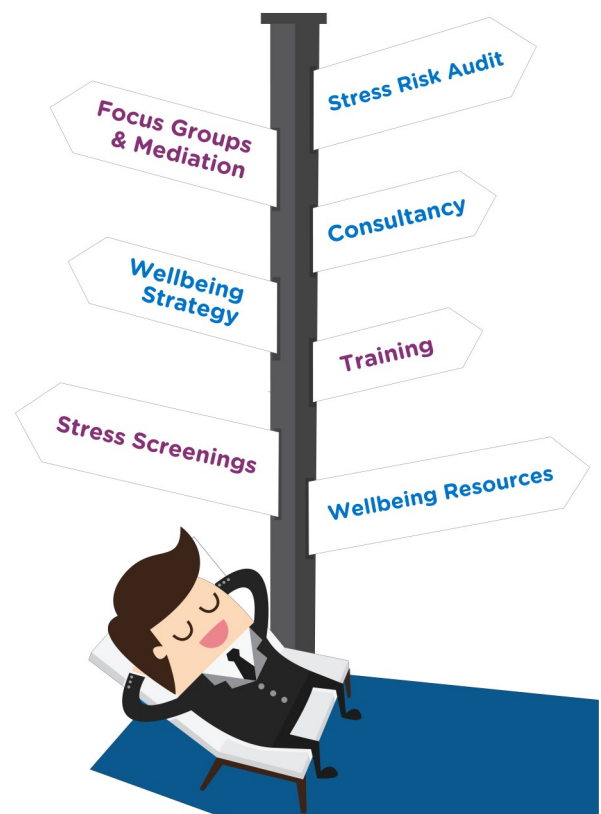 Stress Risk Audit
Focus Groups
& Mediation
Consultancy
Wellbeing
Strategy
Training
Stress Screenings
Wellbeing Resources